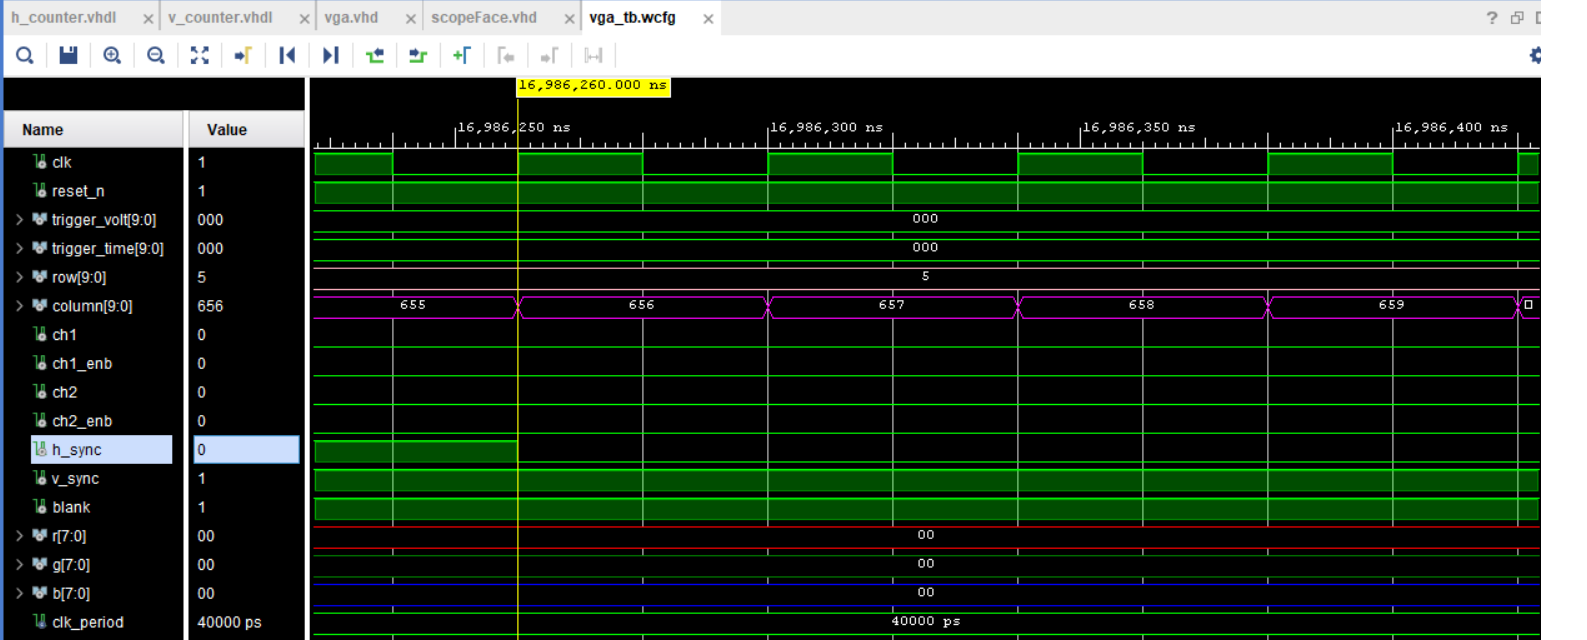 h_counter.vhdl × v_counter.vhdl × vga.vhd × scopeFace.vhd × vga_tb.wcfg × ?
16,986,260.000 ns
Name Value 16,986,250 ns 16,986,300 ns 16,986,350 ns 16,986,400 ns
clk 1
reset_n 1
trigger_volt[9:0] 000 000
trigger_time[9:0] 000 000
row[9:0] 5 5
column[9:0] 656 655 656 657 658 659
ch1 0
ch1_enb 0
ch2 0
ch2_enb 0
h_sync 0
v_sync 1
blank 1
r[7:0] 00 00
g[7:0] 00 00
b[7:0] 00 00
clk_period 40000 ps 40000 ps